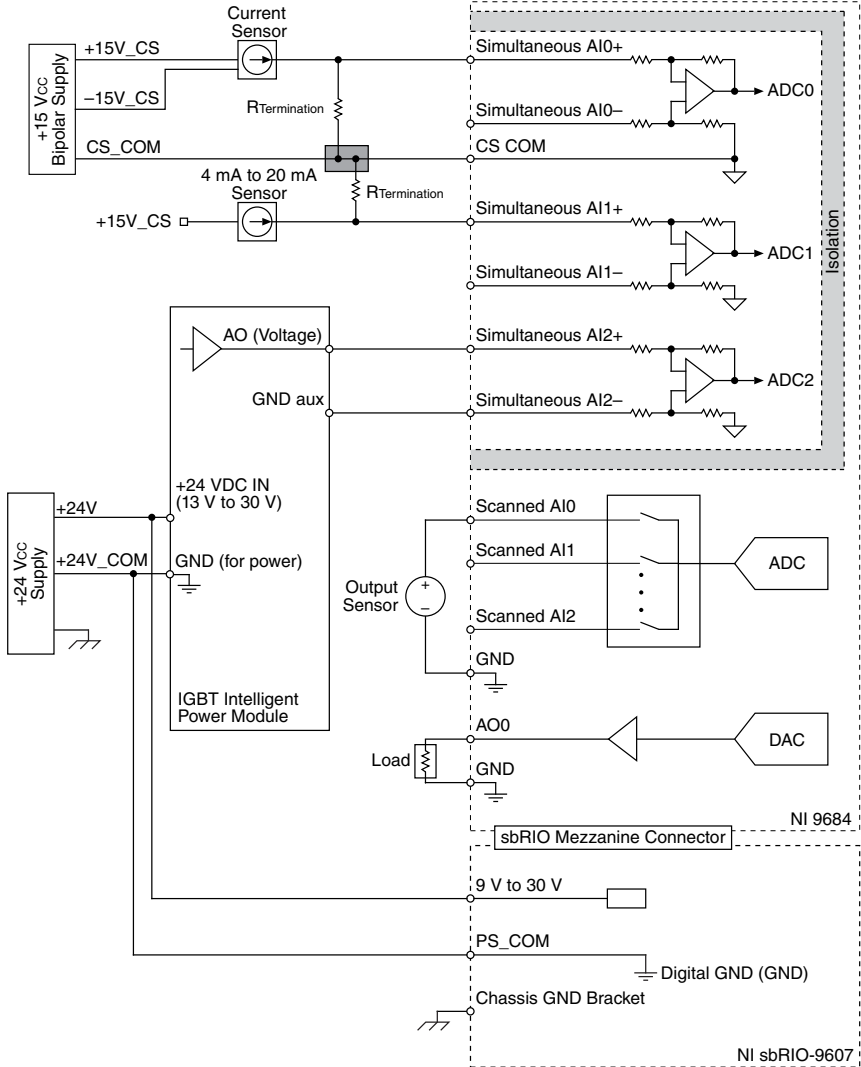 Current
Sensor
+15V_CS
–15V_CS
CS_COM
+15 VCC
Bipolar Supply
RTermination
4 mA to 20 mA
Sensor
RTermination
+15V_CS
Simultaneous AI0+
ADC0
Simultaneous AI0–
CS COM
Simultaneous AI1+
ADC1
Simultaneous AI1–
Simultaneous AI2+
ADC2
Simultaneous AI2–
Isolation
AO (Voltage)
GND aux
+24 VDC IN
(13 V to 30 V)
GND (for power)
IGBT Intelligent
Power Module
+24V
+24V_COM
+24 VCC
Supply
Output
Sensor
+
–
Scanned AI0
Scanned AI1
Scanned AI2
GND
ADC
Load
AO0
GND
DAC
NI 9684
sbRIO Mezzanine Connector
9 V to 30 V
PS_COM
Digital GND (GND)
Chassis GND Bracket
NI sbRIO-9607